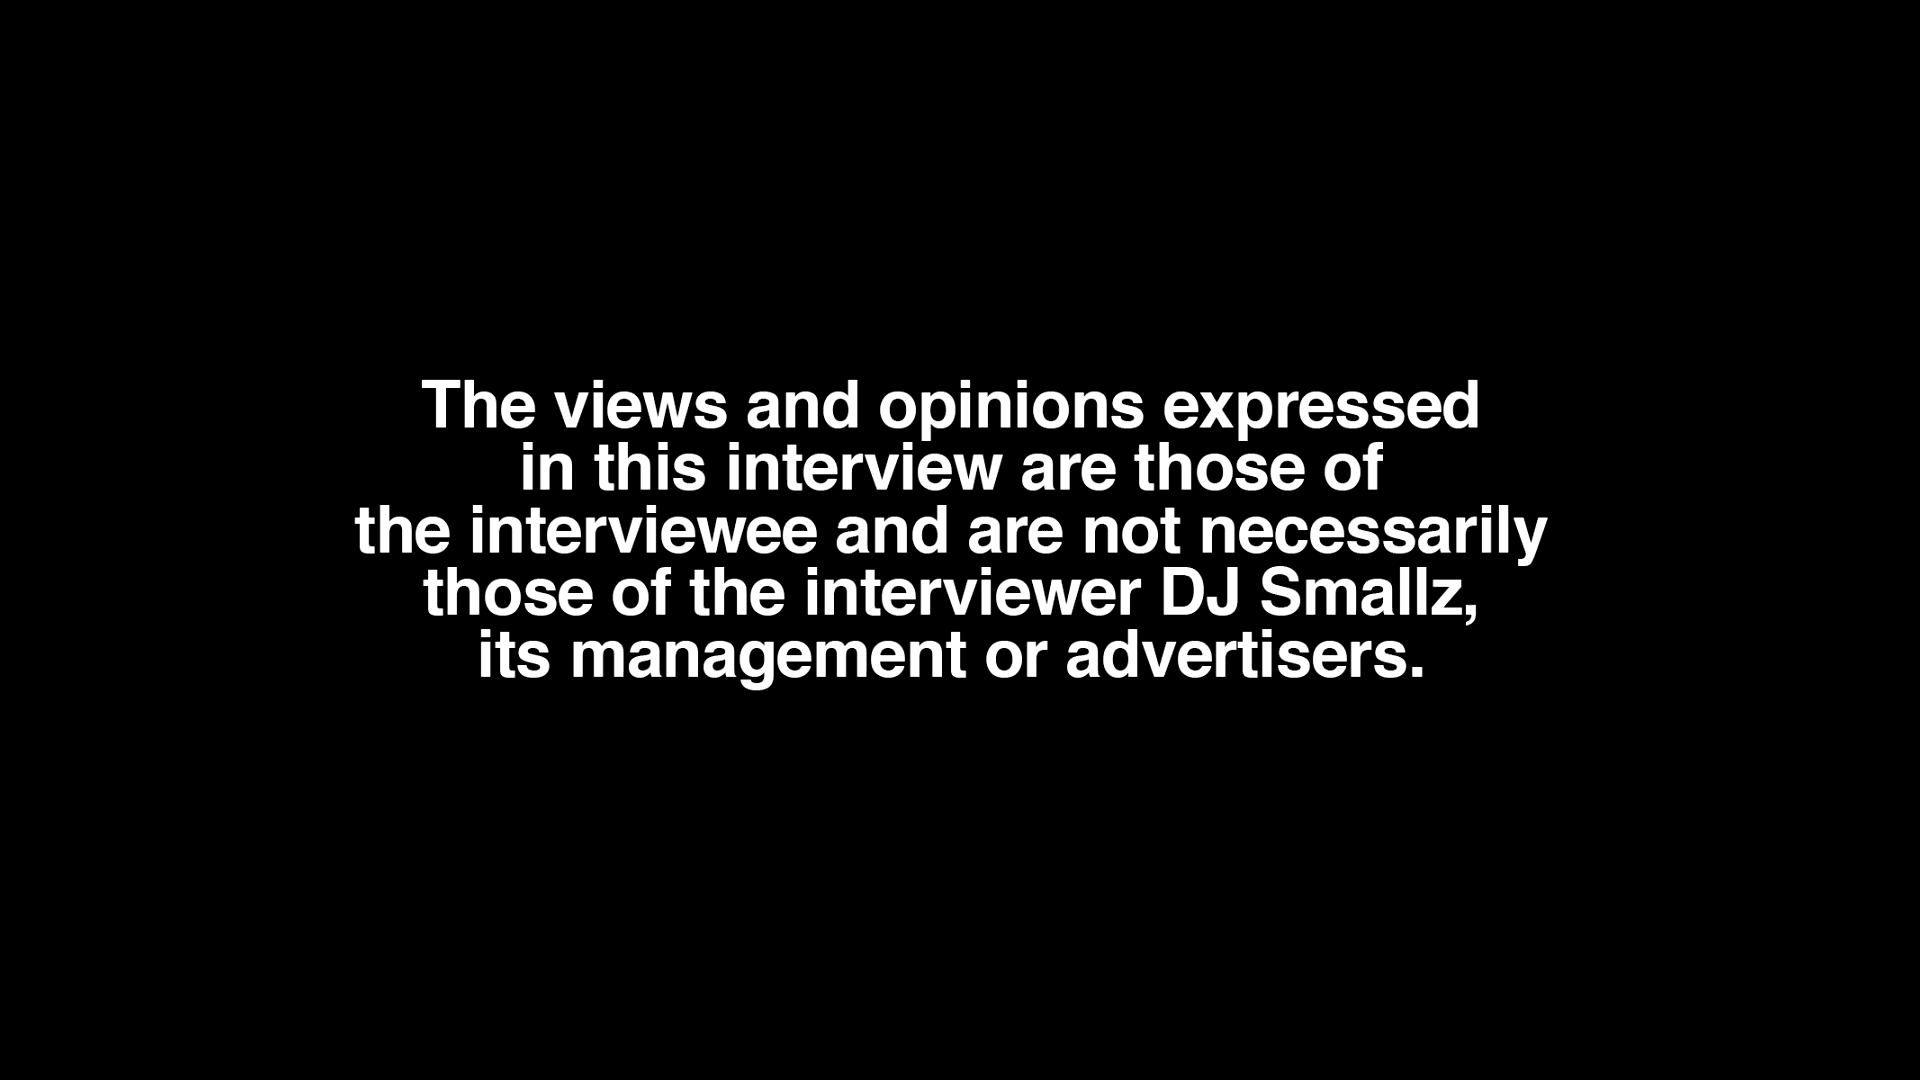 The views and opinions expressed
in this interview are those of
the interviewee and are not necessarily
those of the interviewer DJ Smallz,
its management or advertisers.